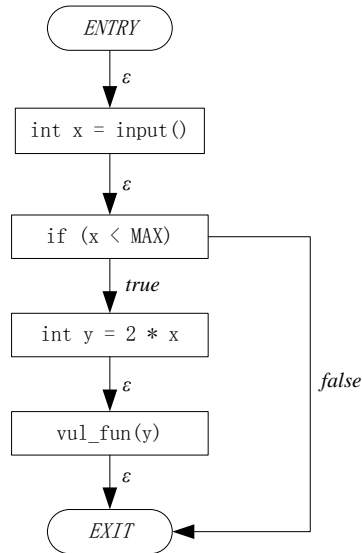 ENTRY
ε
int x = input()
ε
if (x < MAX)
true
int y = 2 * x
false
ε
vul_fun(y)
ε
EXIT